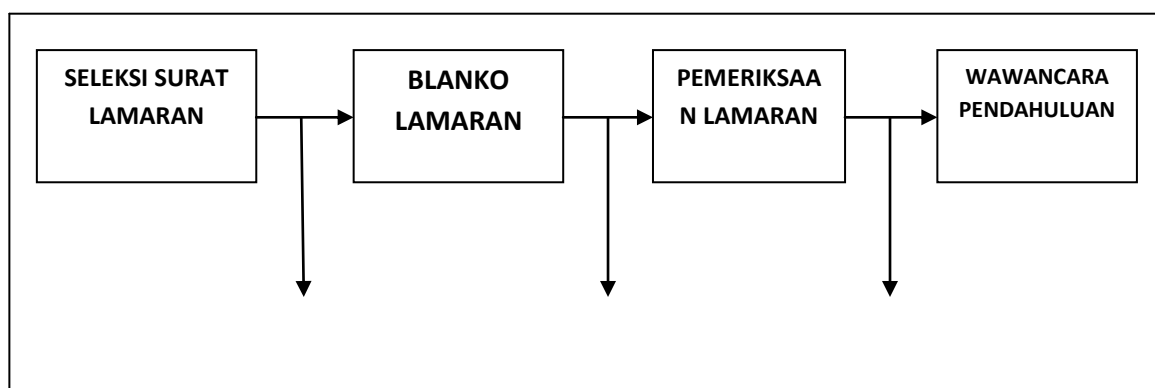 SELEKSI SURAT
LAMARAN
BLANKO
LAMARAN
PEMERIKSAA
N LAMARAN
WAWANCARA
PENDAHULUAN